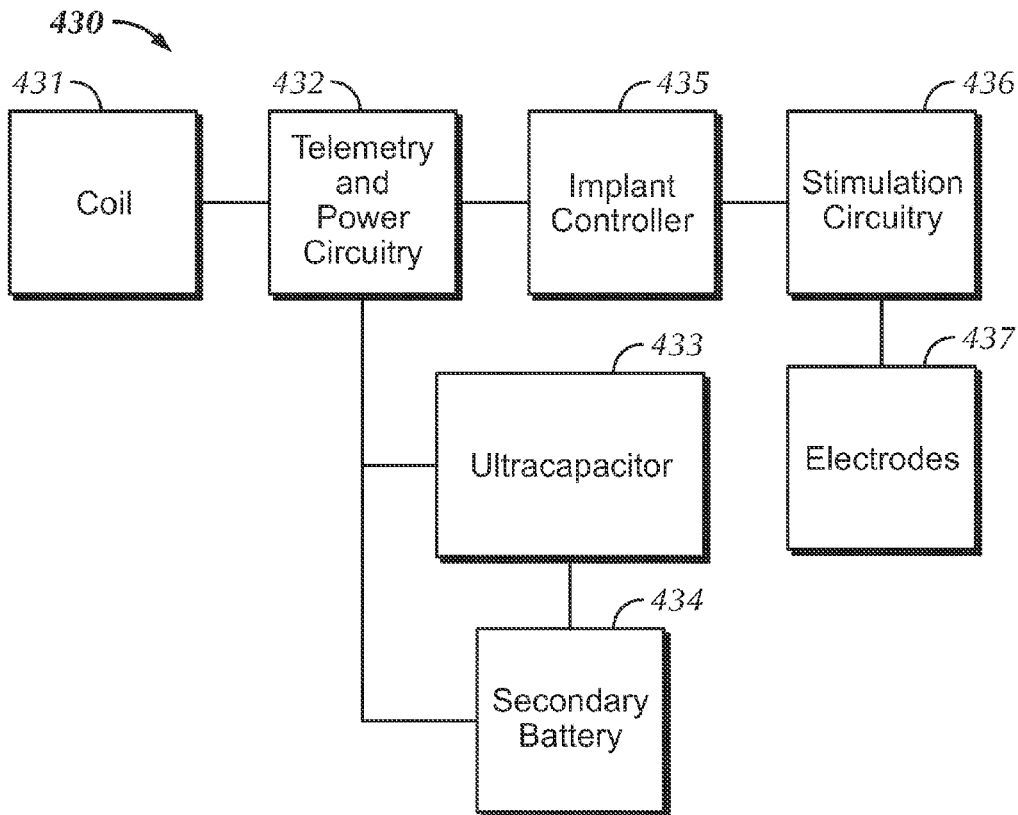 430
431
432
435
436
Coil
Telemetry
and
Power
Circuitry
Implant
Controller
Stimulation
Circuitry
433
437
Ultracapacitor
Electrodes
434
Secondary
Battery